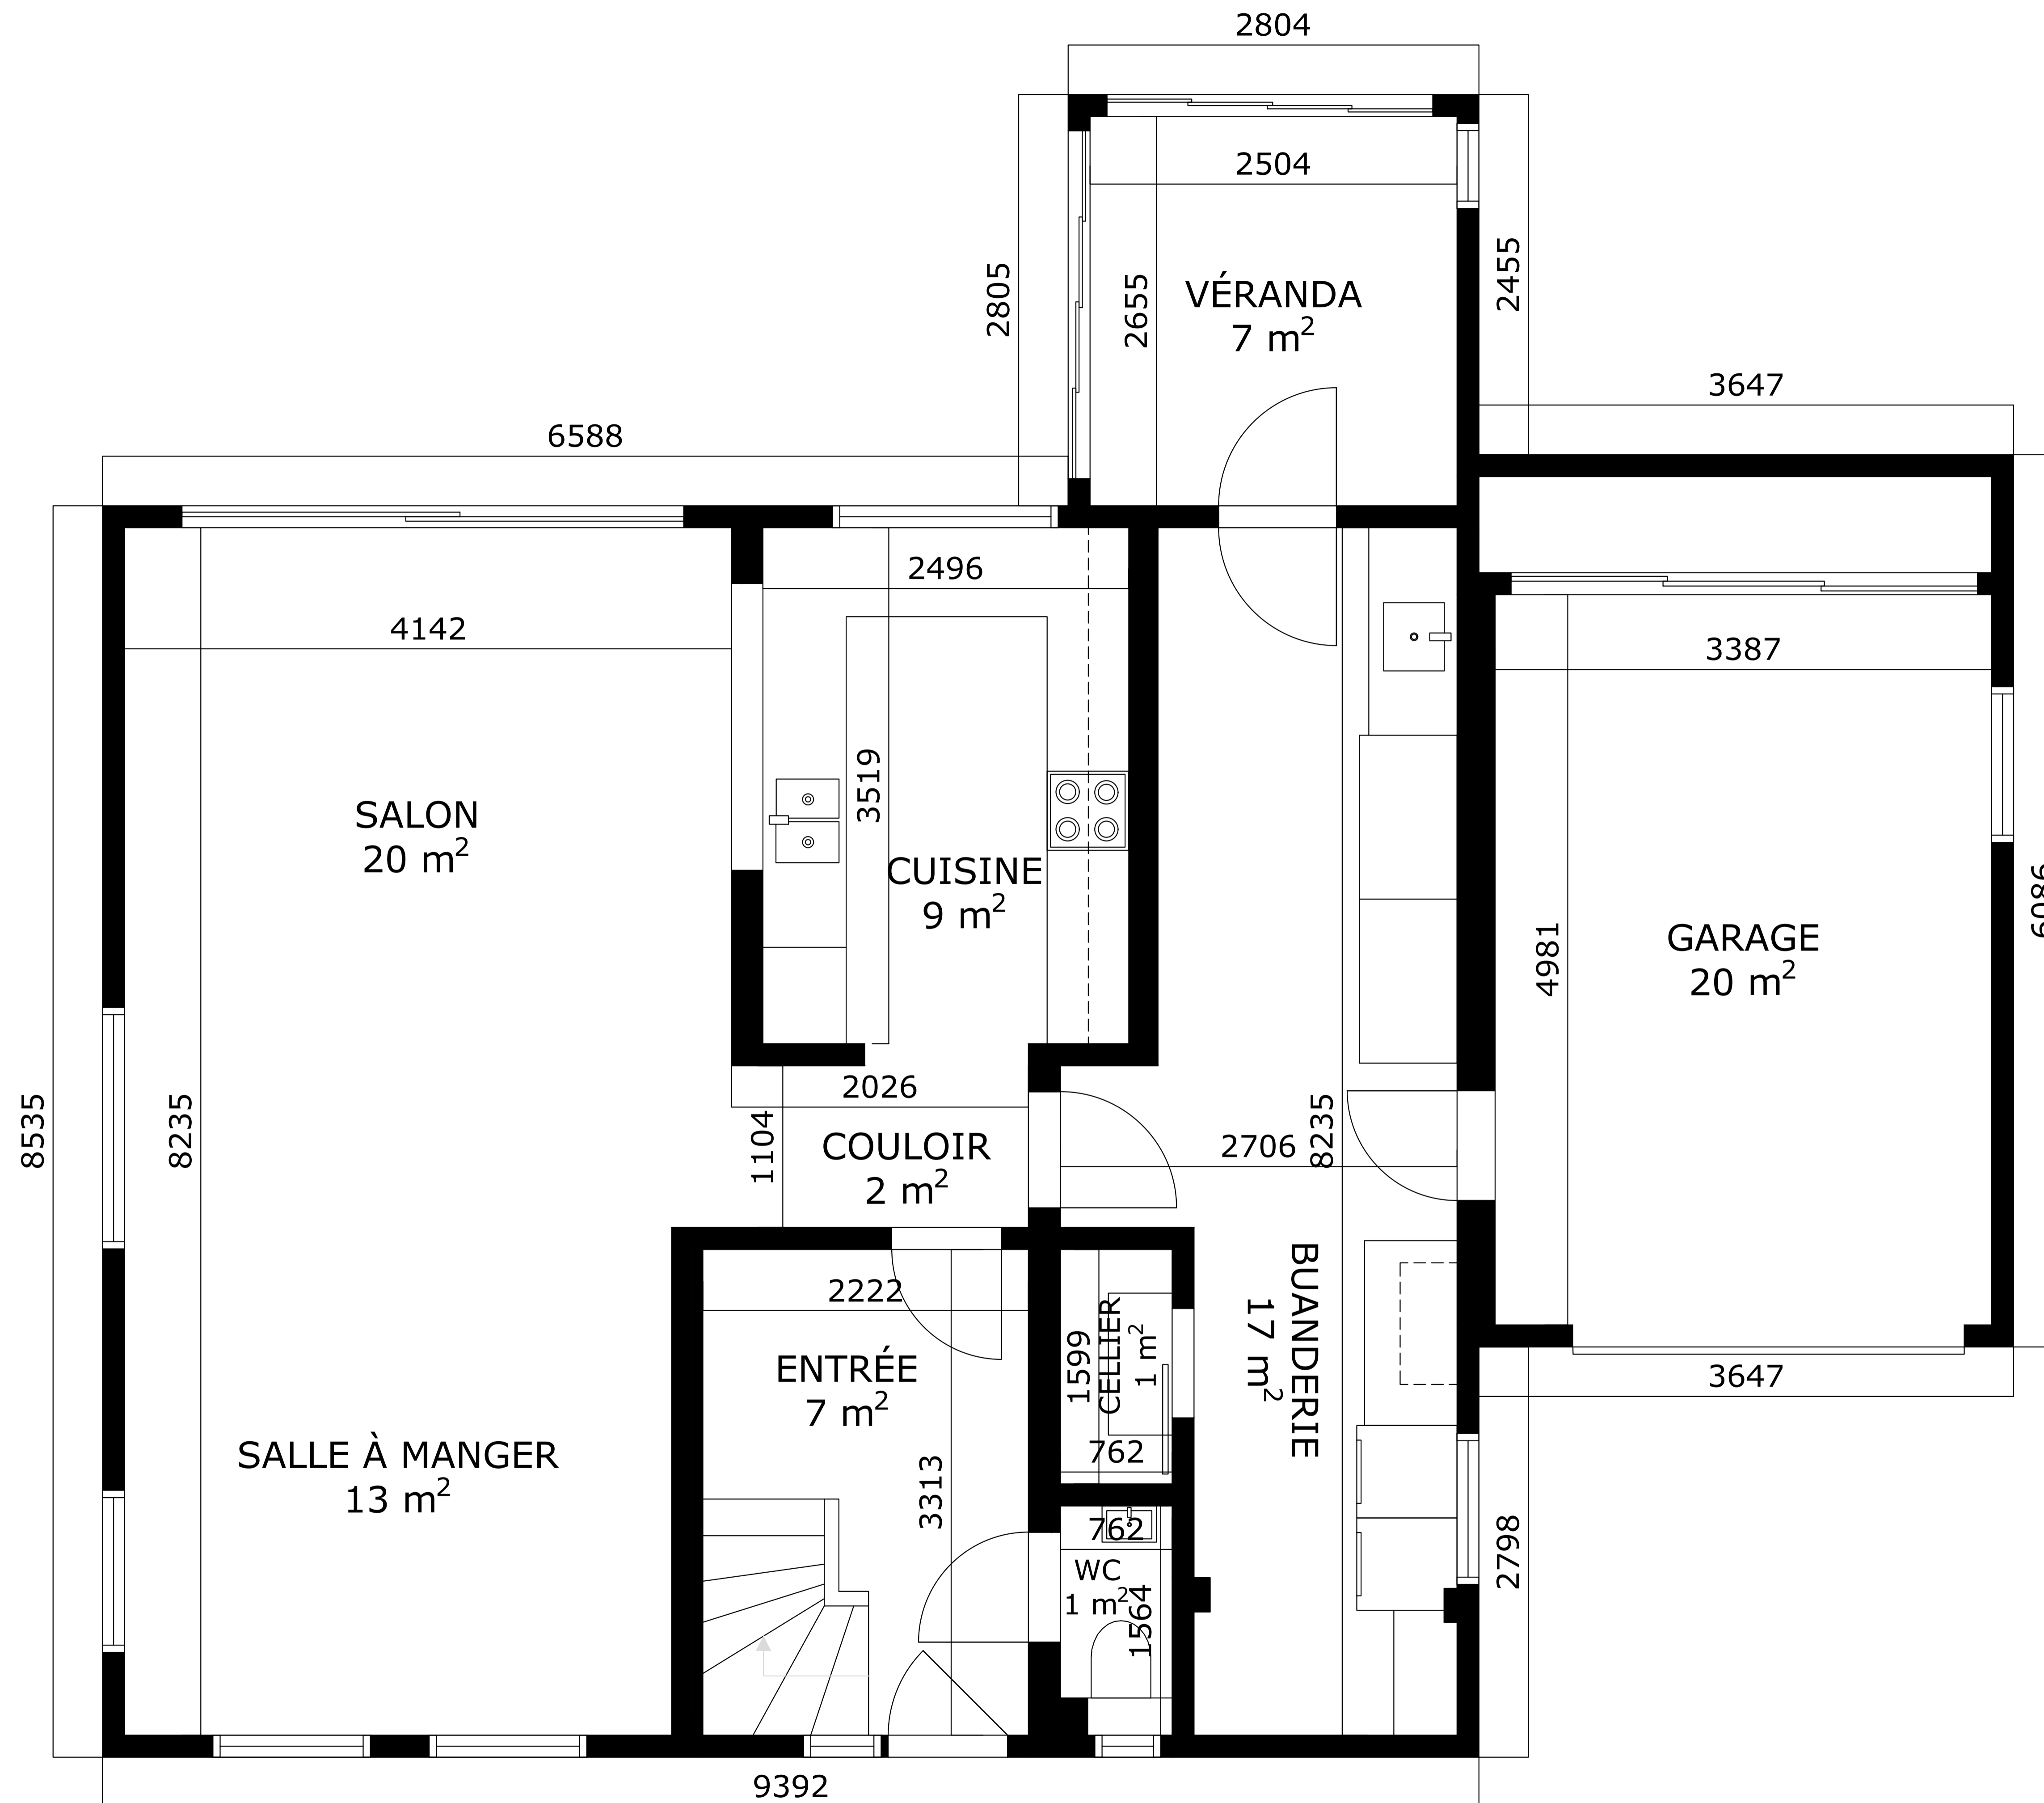 2804
2504
2805
2655
2455
VÉRANDA
7 m²
3647
6588
2496
4142
3387
3519
SALON
20 m²
CUISINE
9 m²
6086
4981
GARAGE
20 m²
8535
8235
2026
1104
COULOIR
2 m²
2706
8235
BUANDERIE
17 m²
2222
1599
CELLIER
1 m²
ENTRÉE
7 m²
3647
SALLE À MANGER
13 m²
762
3313
762
WC
1 m²
1564
2798
9392